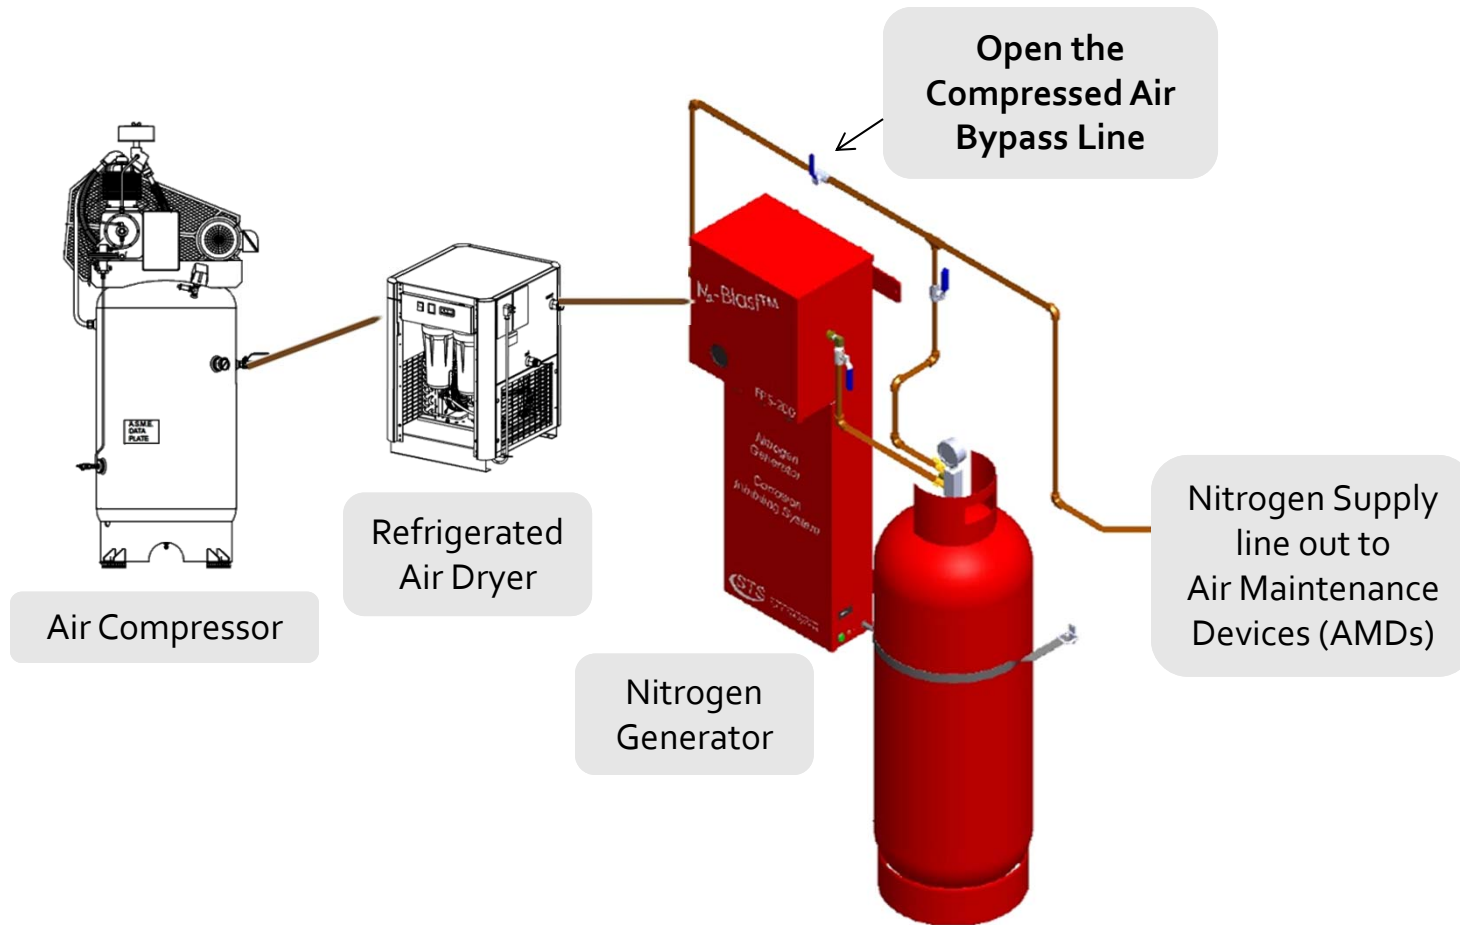 Open the
Compressed Air
Bypass Line
N₂-Blast™
A.S.M.E.
DATA
PLATE
Nitrogen
Generator
Corrosion
Inhibiting System
STS
Refrigerated
Air Dryer
Air Compressor
Nitrogen
Generator
Nitrogen Supply
line out to
Air Maintenance
Devices (AMDs)